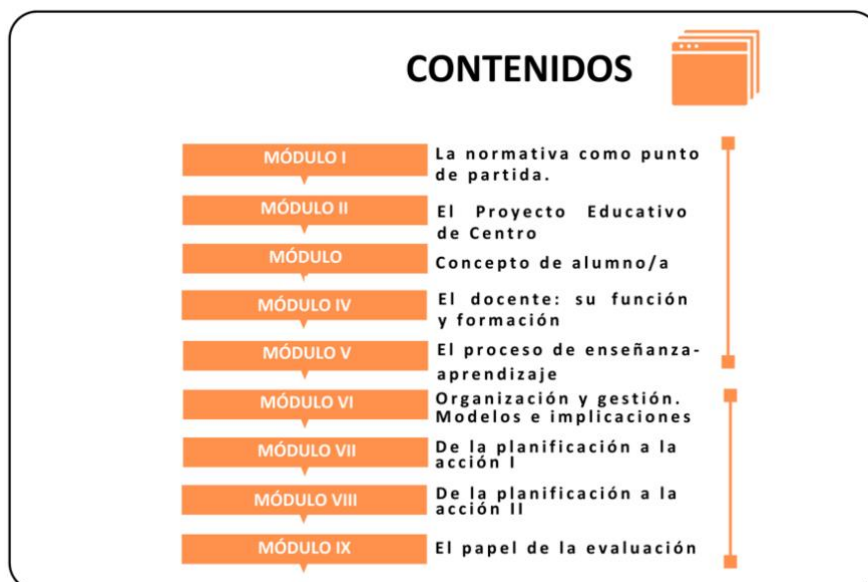 CONTENIDOS
MÓDULO I
La normativa como punto
de partida.
MÓDULO II
El Proyecto Educativo
de Centro
MÓDULO
Concepto de alumno/a
MÓDULO IV
El docente: su función
y formación
MÓDULO V
El proceso de enseñanza-
aprendizaje
MÓDULO VI
Organización y gestión.
Modelos e implicaciones
MÓDULO VII
De la planificación a la
acción I
MÓDULO VIII
De la planificación a la
acción II
MÓDULO IX
El papel de la evaluación